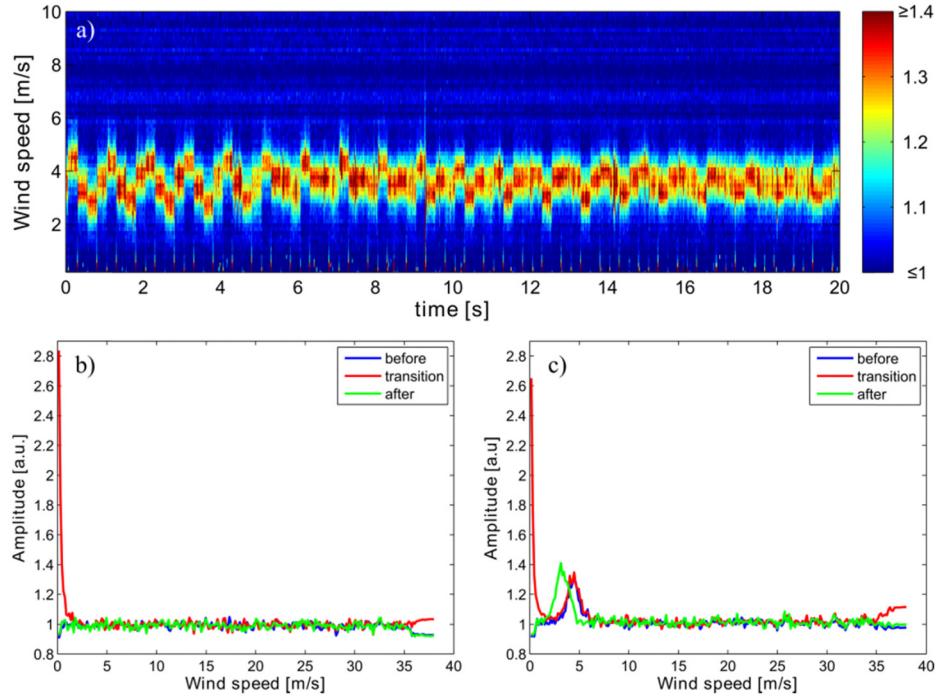 a)
Wind speed [m/s]
10
8
6
4
2
0 2 4 6 8 10 12 14 16 18 20
time [s]
≥1.4
1.3
1.2
1.1
≤1
b)
before
transition
after
Amplitude [a.u.]
2.8
2.6
2.4
2.2
2
1.8
1.6
1.4
1.2
1
0.8
0 5 10 15 20 25 30 35 40
Wind speed [m/s]
c)
before
transition
after
Amplitude [a.u]
2.8
2.6
2.4
2.2
2
1.8
1.6
1.4
1.2
1
0.8
0 5 10 15 20 25 30 35 40
Wind speed [m/s]